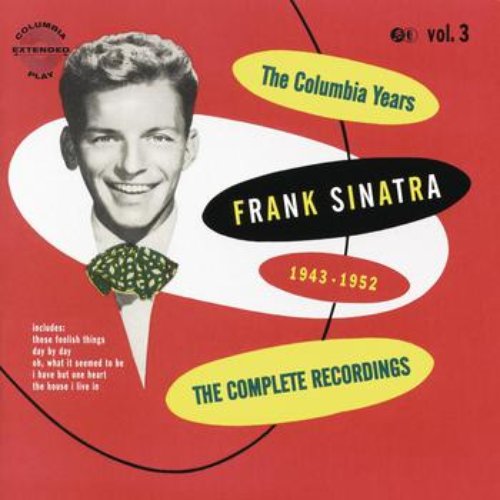 COLUMBIA
EXTENDED
PLAY
vol. 3
The Columbia Years
FRANK SINATRA
1943 - 1952
includes:
those foolish things
day by day
oh, what it seemed to be
i have but one heart
the house i live in
THE COMPLETE RECORDINGS